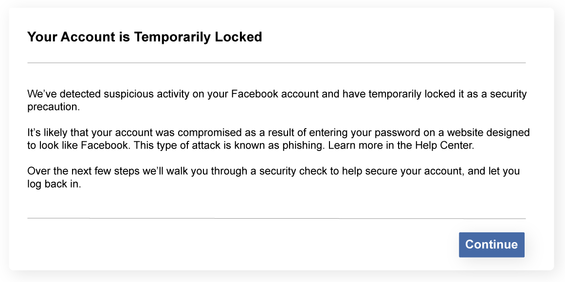 Your Account is Temporarily Locked
We've detected suspicious activity on your Facebook account and have temporarily locked it as a security
precaution.
It's likely that your account was compromised as a result of entering your password on a website designed
to look like Facebook. This type of attack is known as phishing. Learn more in the Help Center.
Over the next few steps we'll walk you through a security check to help secure your account, and let you
log back in.
Continue